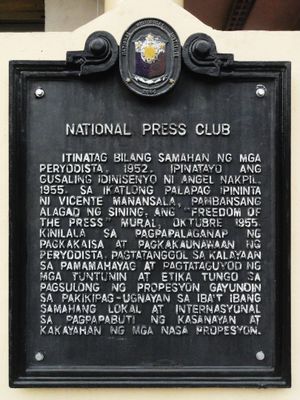 NATIONAL PRESS CLUB
ITINATAG BILANG SAMAHAN NG MGA
PERYODISTA, 1952. IPINATAYO ANG
GUSALING IDINISENYO NI ANGEL NAKPIL,
1955. SA IKATLONG PALAPAG IPININTA
NI VICENTE MANANSALA, PAMBANSANG
ALAGAD NG SINING, ANG "FREEDOM OF
THE PRESS" MURAL, OKTUBRE 1955.
KINILALA SA PAGPAPALAGANAP NG
PAGKAKAISA AT PAGKAKAUNAWAAN NG
PERYODISTA, PAGTATANGGOL SA KALAYAAN
SA PAMAMAHAYAG AT PAGTATAGUYOD NG
MGA TUNTUNIN AT ETIKA TUNGO SA
PAGSULONG NG PROPESYON GAYUNDIN
SA PAKIKIPAG-UGNAYAN SA IBA'T IBANG
SAMAHANG LOKAL AT INTERNASYUNAL
SA PAGPAPABUTI NG KASANAYAN AT
KAKAYAHAN NG MGA NASA PROPESYON.